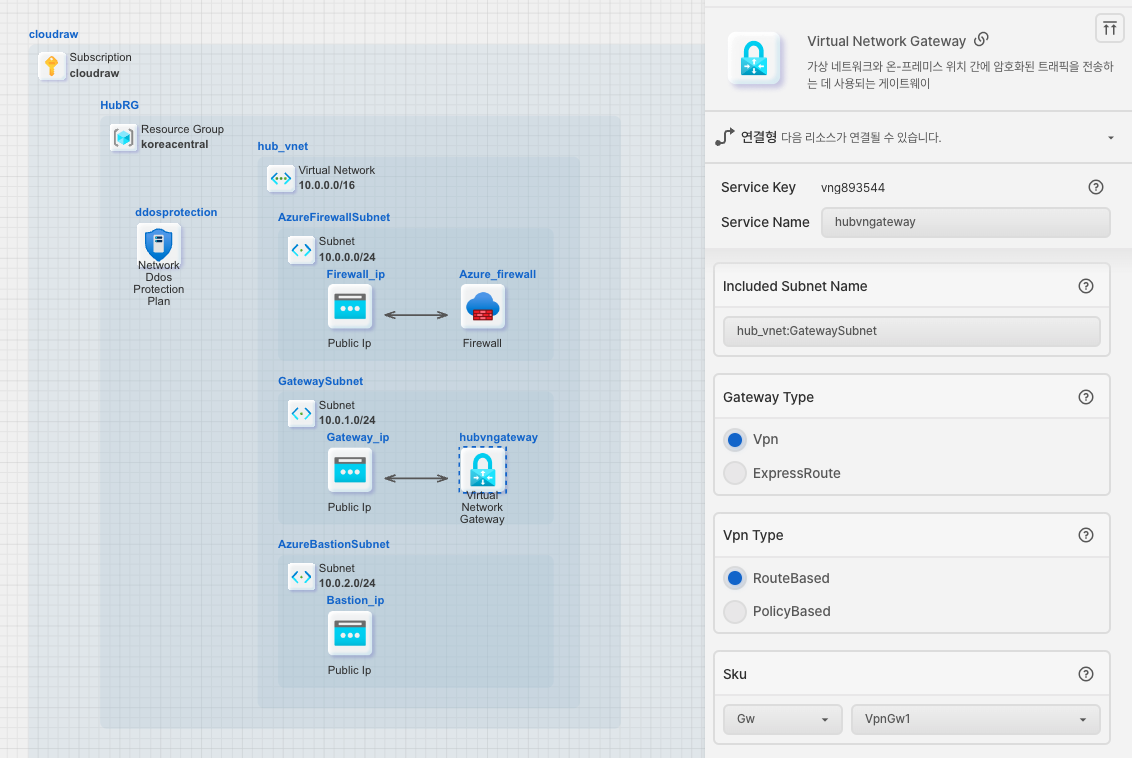 cloudraw
Subscription
cloudraw
HubRG
Resource Group
koreacentral
hub_vnet
Virtual Network
10.0.0.0/16
ddosprotection
Network
Ddos
Protection
Plan
AzureFirewallSubnet
Subnet
10.0.0.0/24
Firewall_ip
Azure_firewall
Public Ip
Firewall
GatewaySubnet
Subnet
10.0.1.0/24
Gateway_ip
hubvngateway
Public Ip
Virtual
Network
Gateway
AzureBastionSubnet
Subnet
10.0.2.0/24
Bastion_ip
Public Ip
Virtual Network Gateway
가상 네트워크와 온-프레미스 위치 간에 암호화된 트래픽을 전송하
는 데 사용되는 게이트웨이
연결형 다음 리소스가 연결될 수 있습니다.
Service Key vng893544
Service Name hubvngateway
Included Subnet Name
hub_vnet:GatewaySubnet
Gateway Type
Vpn
ExpressRoute
Vpn Type
RouteBased
PolicyBased
Sku
Gw VpnGw1